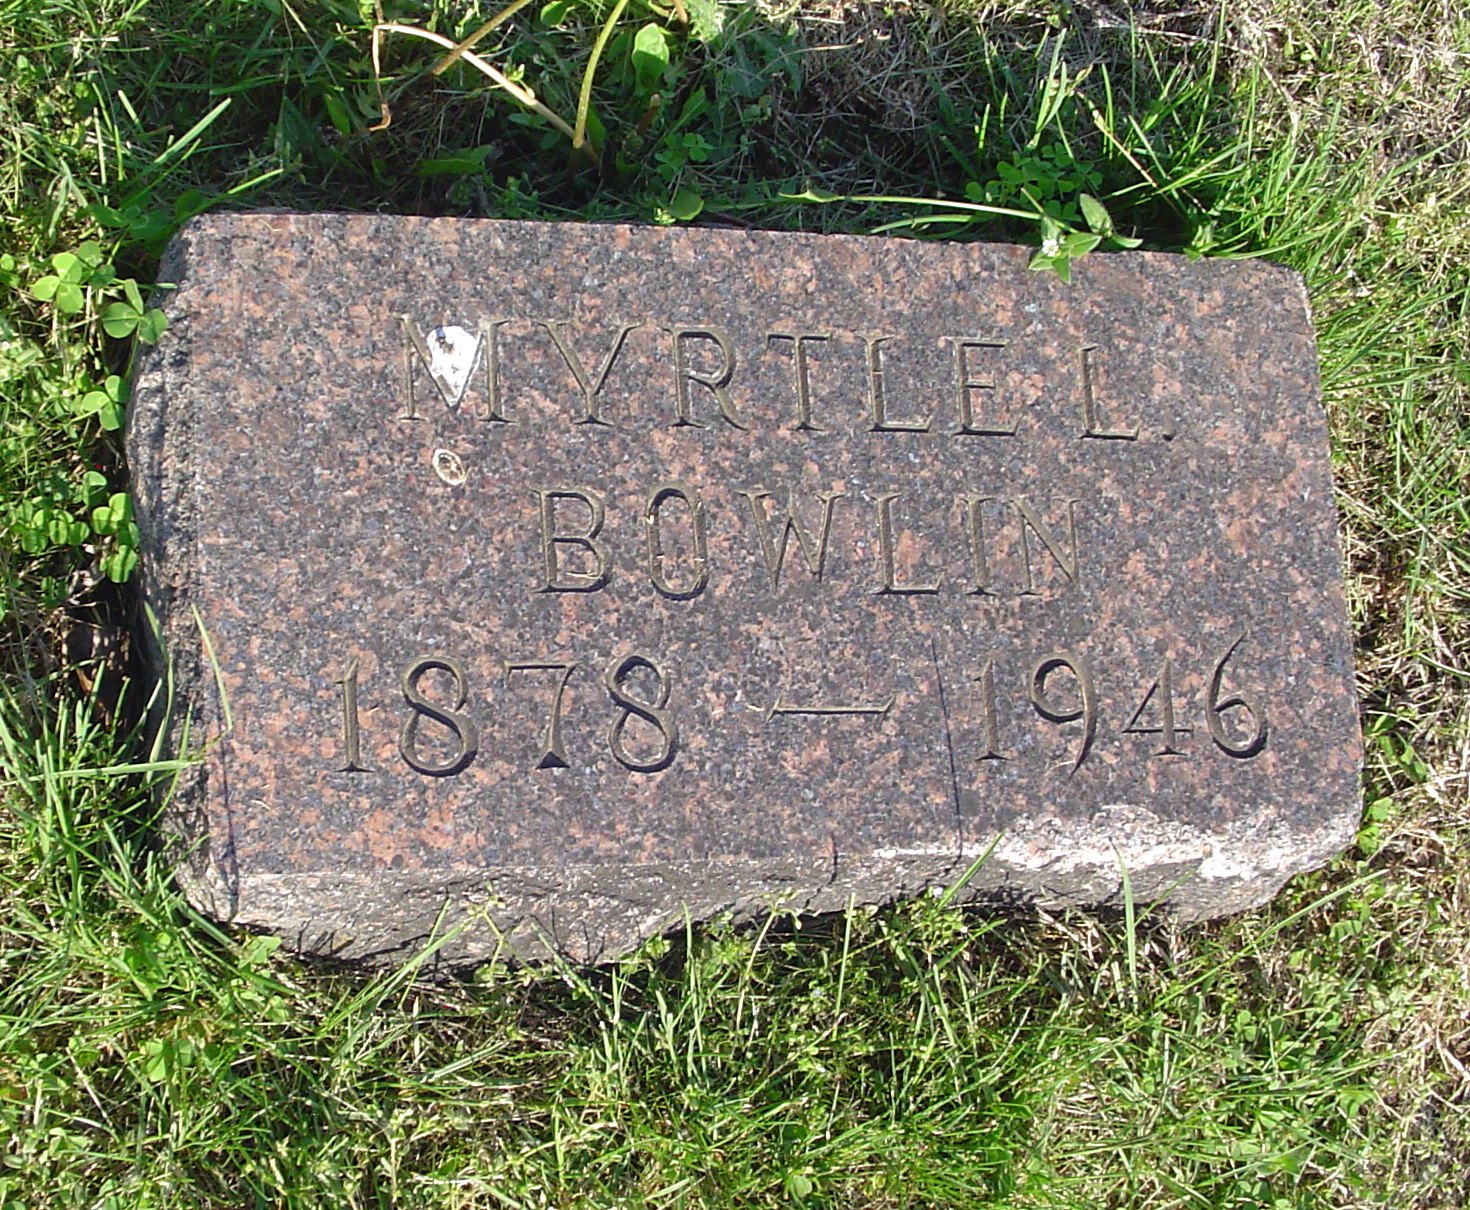 MYRTLE L.
BOWLIN
1878 — 1946